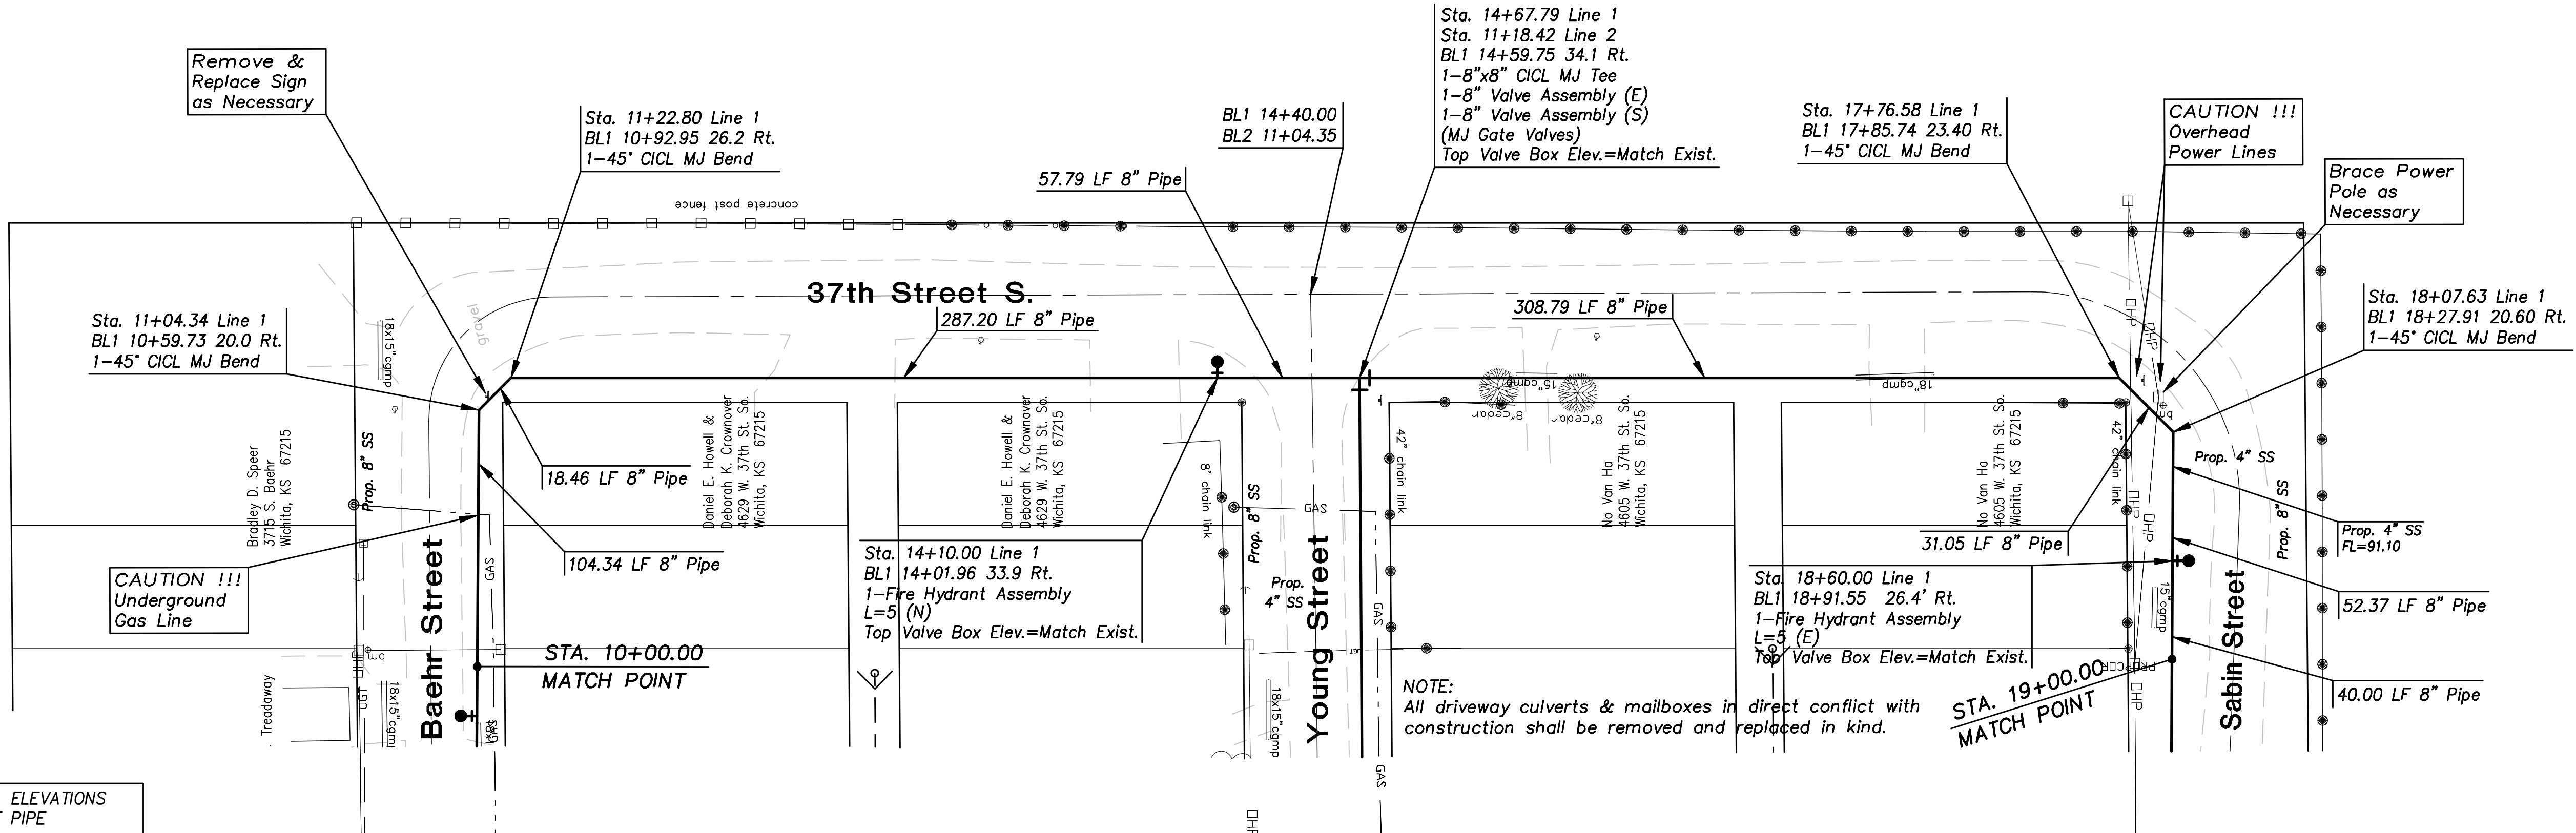 Remove &
Replace Sign
as Necessary
Sta. 11+22.80 Line 1
BL1 10+92.95 26.2 Rt.
1-45° CICL MJ Bend
BL1 14+40.00
BL2 11+04.35
Sta. 14+67.79 Line 1
Sta. 11+18.42 Line 2
BL1 14+59.75 34.1 Rt.
1-8"x8" CICL MJ Tee
1-8" Valve Assembly (E)
1-8" Valve Assembly (S)
(MJ Gate Valves)
Top Valve Box Elev.=Match Exist.
Sta. 17+76.58 Line 1
BL1 17+85.74 23.40 Rt.
1-45° CICL MJ Bend
CAUTION !!!
Overhead
Power Lines
Brace Power
Pole as
Necessary
57.79 LF 8" Pipe
concrete post fence
37th Street S.
287.20 LF 8" Pipe
308.79 LF 8" Pipe
Sta. 11+04.34 Line 1
BL1 10+59.73 20.0 Rt.
1-45° CICL MJ Bend
Sta. 18+07.63 Line 1
BL1 18+27.91 20.60 Rt.
1-45° CICL MJ Bend
18x15"cgmp
gravel
OHP
OHP
15"cgmp
18"cgmp
8'cedar
8'cedar
bm
Bradley D. Speer
3715 S. Baehr
Wichita, KS 67215
Prop. 8" SS
Daniel E. Howell &
Deborah K. Crownover
4629 W. 37th St. So.
Wichita, KS 67215
Daniel E. Howell &
Deborah K. Crownover
4629 W. 37th St. So.
Wichita, KS 67215
8' chain link
Prop. 8" SS
GAS
42" chain link
No Van Ha
4605 W. 37th St. So.
Wichita, KS 67215
No Van Ha
4605 W. 37th St. So.
Wichita, KS 67215
42" chain link
Prop. 4" SS
Prop. 8" SS
18.46 LF 8" Pipe
104.34 LF 8" Pipe
31.05 LF 8" Pipe
OHP
OHP
Prop. 4" SS
FL=91.10
CAUTION !!!
Underground
Gas Line
Baehr Street
GAS
Sta. 14+10.00 Line 1
BL1 14+01.96 33.9 Rt.
1-Fire Hydrant Assembly
L=5 (N)
Top Valve Box Elev.=Match Exist.
Prop.
4" SS
Young Street
GAS
Sta. 18+60.00 Line 1
BL1 18+91.55 26.4' Rt.
1-Fire Hydrant Assembly
L=5 (E)
Top Valve Box Elev.=Match Exist.
15"cgmp
Sabin Street
52.37 LF 8" Pipe
40.00 LF 8" Pipe
STA. 10+00.00
MATCH POINT
bm
OHP
UGT
UGT
18x15"cgmp
Treadaway
GAS
18x15"cgmp
NOTE:
All driveway culverts & mailboxes in direct conflict with
construction shall be removed and replaced in kind.
STA. 19+00.00
MATCH POINT
OHP
GAS
ELEVATIONS
PIPE